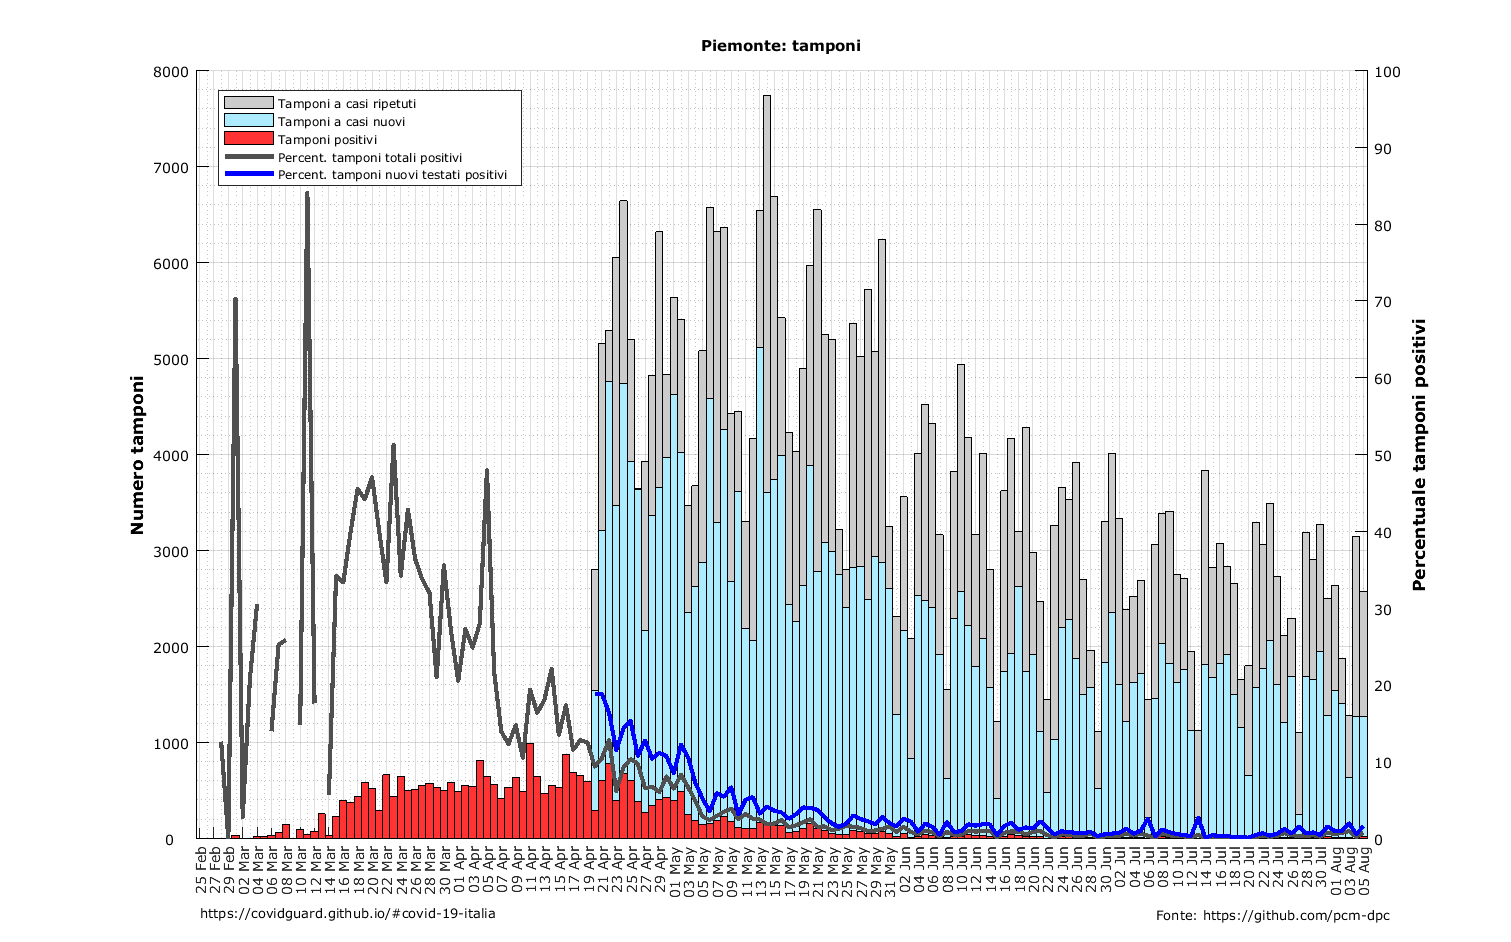 Piemonte: tamponi
8000
7000
6000
5000
4000
3000
2000
1000
0
Numero tamponi
Tamponi a casi ripetuti
Tamponi a casi nuovi
Tamponi positivi
Percent. tamponi totali positivi
Percent. tamponi nuovi testati positivi
100
90
80
70
60
50
40
30
20
10
0
Percentuale tamponi positivi
25 Feb
27 Feb
29 Feb
02 Mar
04 Mar
06 Mar
08 Mar
10 Mar
12 Mar
14 Mar
16 Mar
18 Mar
20 Mar
22 Mar
24 Mar
26 Mar
28 Mar
30 Mar
01 Apr
03 Apr
05 Apr
07 Apr
09 Apr
11 Apr
13 Apr
15 Apr
17 Apr
19 Apr
21 Apr
23 Apr
25 Apr
27 Apr
29 Apr
01 May
03 May
05 May
07 May
09 May
11 May
13 May
15 May
17 May
19 May
21 May
23 May
25 May
27 May
29 May
31 May
02 Jun
04 Jun
06 Jun
08 Jun
10 Jun
12 Jun
14 Jun
16 Jun
18 Jun
20 Jun
22 Jun
24 Jun
26 Jun
28 Jun
30 Jun
02 Jul
04 Jul
06 Jul
08 Jul
10 Jul
12 Jul
14 Jul
16 Jul
18 Jul
20 Jul
22 Jul
24 Jul
26 Jul
28 Jul
30 Jul
01 Aug
03 Aug
05 Aug
https://covidguard.github.io/#covid-19-italia
Fonte: https://github.com/pcm-dpc